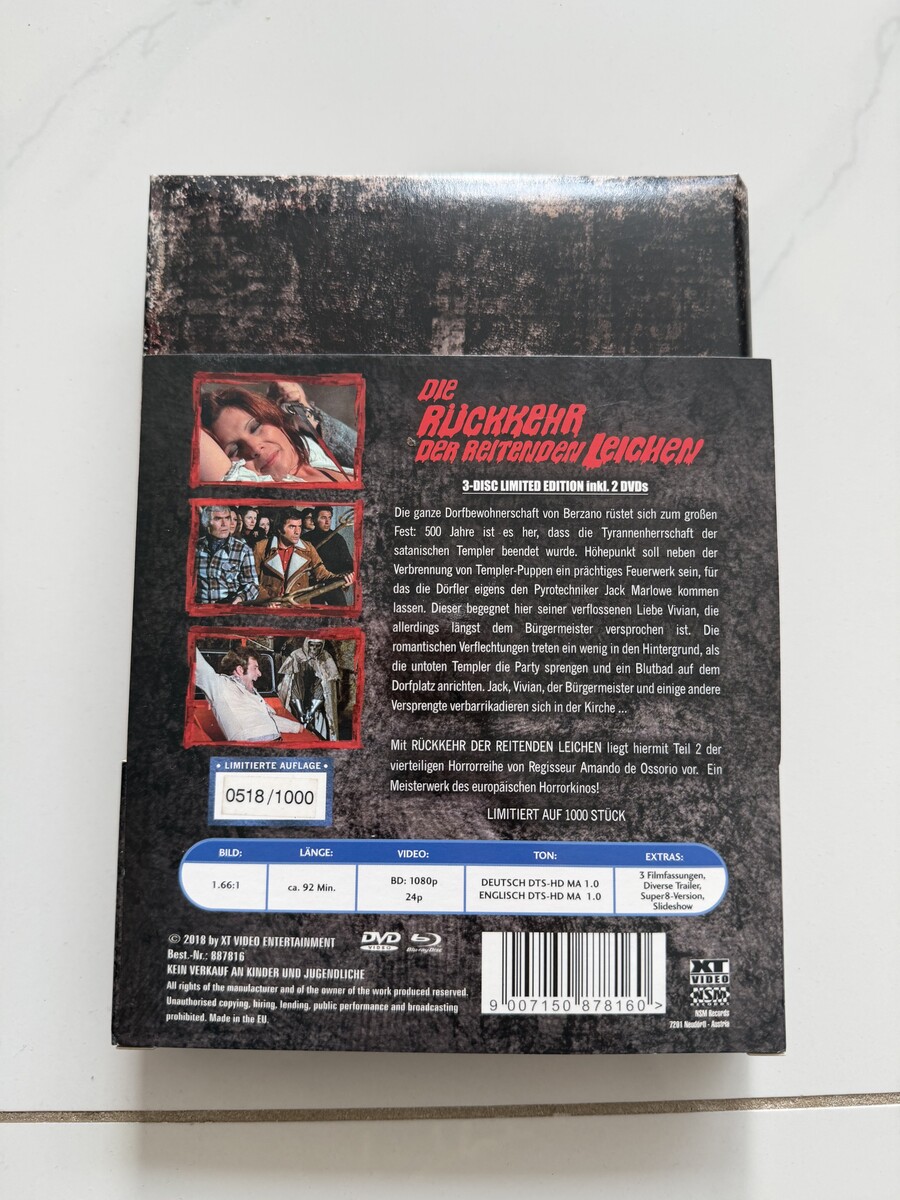 DIE
RÜCKKEHR
DER REITENDEN LEICHEN
3-DISC LIMITED EDITION inkl. 2 DVDs
Die ganze Dorfbewohnerschaft von Berzano rüstet sich zum großen
Fest: 500 Jahre ist es her, dass die Tyrannenherrschaft der
satanischen Templer beendet wurde. Höhepunkt soll neben der
Verbrennung von Templer-Puppen ein prächtiges Feuerwerk sein, für
das die Dörfler eigens den Pyrotechniker Jack Marlowe kommen
lassen. Dieser begegnet hier seiner verflossenen Liebe Vivian, die
allerdings längst dem Bürgermeister versprochen ist. Die
romantischen Verflechtungen treten ein wenig in den Hintergrund, als
die untoten Templer die Party sprengen und ein Blutbad auf dem
Dorfplatz anrichten. Jack, Vivian, der Bürgermeister und einige andere
Versprengte verbarrikadieren sich in der Kirche ...
Mit RÜCKKEHR DER REITENDEN LEICHEN liegt hiermit Teil 2 der
vierteiligen Horrorreihe von Regisseur Amando de Ossorio vor. Ein
Meisterwerk des europäischen Horrorkinos!
LIMITIERT AUF 1000 STÜCK
• LIMITIERTE AUFLAGE •
0518/1000
BILD: LÄNGE: VIDEO: TON: EXTRAS:
1.66:1
ca. 92 Min.
BD: 1080p
24p
DEUTSCH DTS-HD MA 1.0
ENGLISCH DTS-HD MA 1.0
3 Filmfassungen,
Diverse Trailer,
Super8-Version,
Slideshow
© 2018 by XT VIDEO ENTERTAINMENT
Best.-Nr.: 887816
KEIN VERKAUF AN KINDER UND JUGENDLICHE
All rights of the manufacturer and of the owner of the work produced reserved.
Unauthorised copying, hiring, lending, public performance and broadcasting
prohibited. Made in the EU.
DVD
VIDEO
Blu-ray Disc
9 007150 878160 >
XT
VIDEO
NSM
RECORDS
NSM Records
7201 Neudörfl - Austria